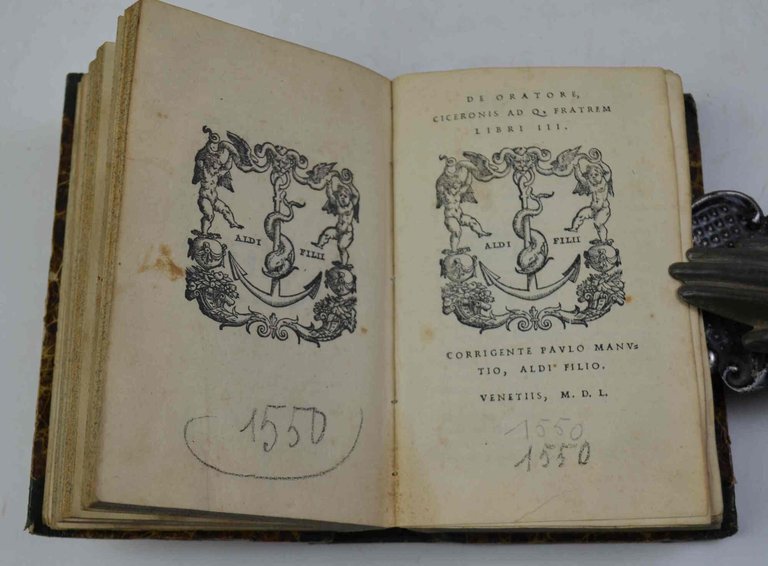 ALDI FILII
1550
DE ORATORE,
CICERONIS AD Q. FRATREM
LIBRI III.
ALDI FILII
CORRIGENTE PAVLO MANV-
TIO, ALDI FILIO.
VENETIIS, M. D. L.
1550
1550